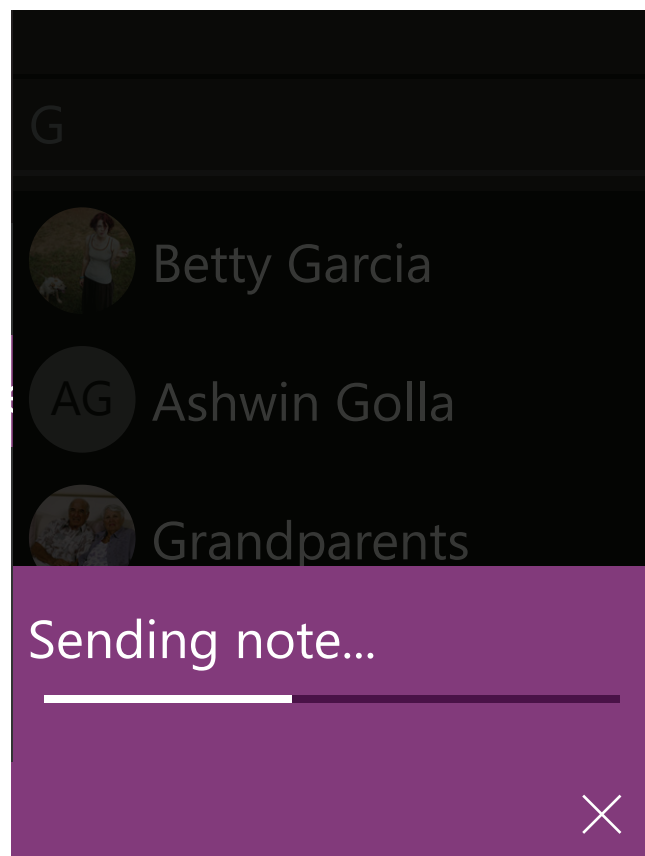 G
Betty Garcia
AG
Ashwin Golla
Grandparents
Sending note...